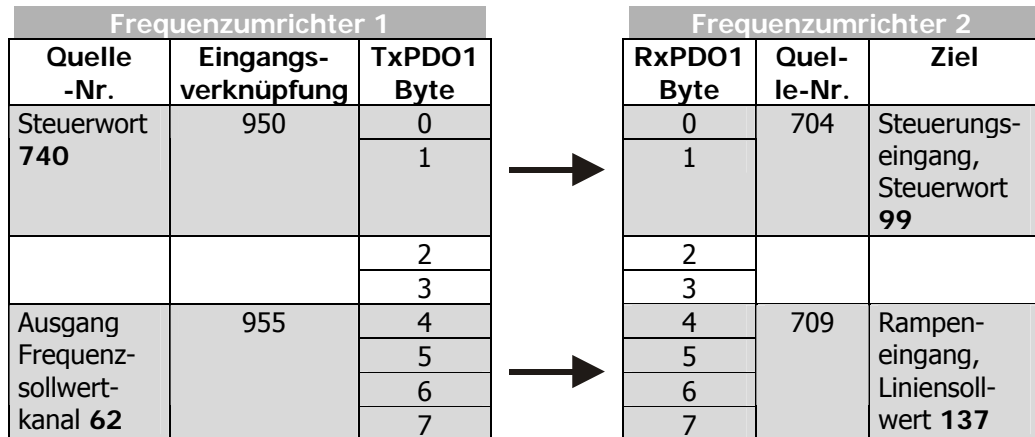 Frequenzumrichter 1
Quelle -Nr. Eingangs- verknüpfung TxPDO1 Byte
Steuerwort 950 0
740 1
2
3
Ausgang 955 4
Frequenz- 5
sollwert- 6
kanal 62 7
Frequenzumrichter 2
RxPDO1 Byte Quel- le-Nr. Ziel
0 704 Steuerungs-
1 eingang,
Steuerwort
99
2
3
4 709 Rampen-
5 eingang,
6 Liniensoll-
7 wert 137